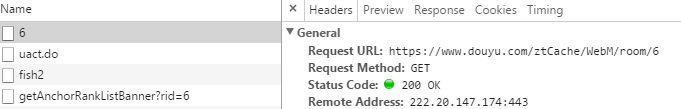 Name
6
uact.do
fish2
getAnchorRankListBanner?rid=6
× Headers Preview Response Cookies Timing
▼ General
Request URL: https://www.douyu.com/ztCache/WebM/room/6
Request Method: GET
Status Code: 200 OK
Remote Address: 222.20.147.174:443